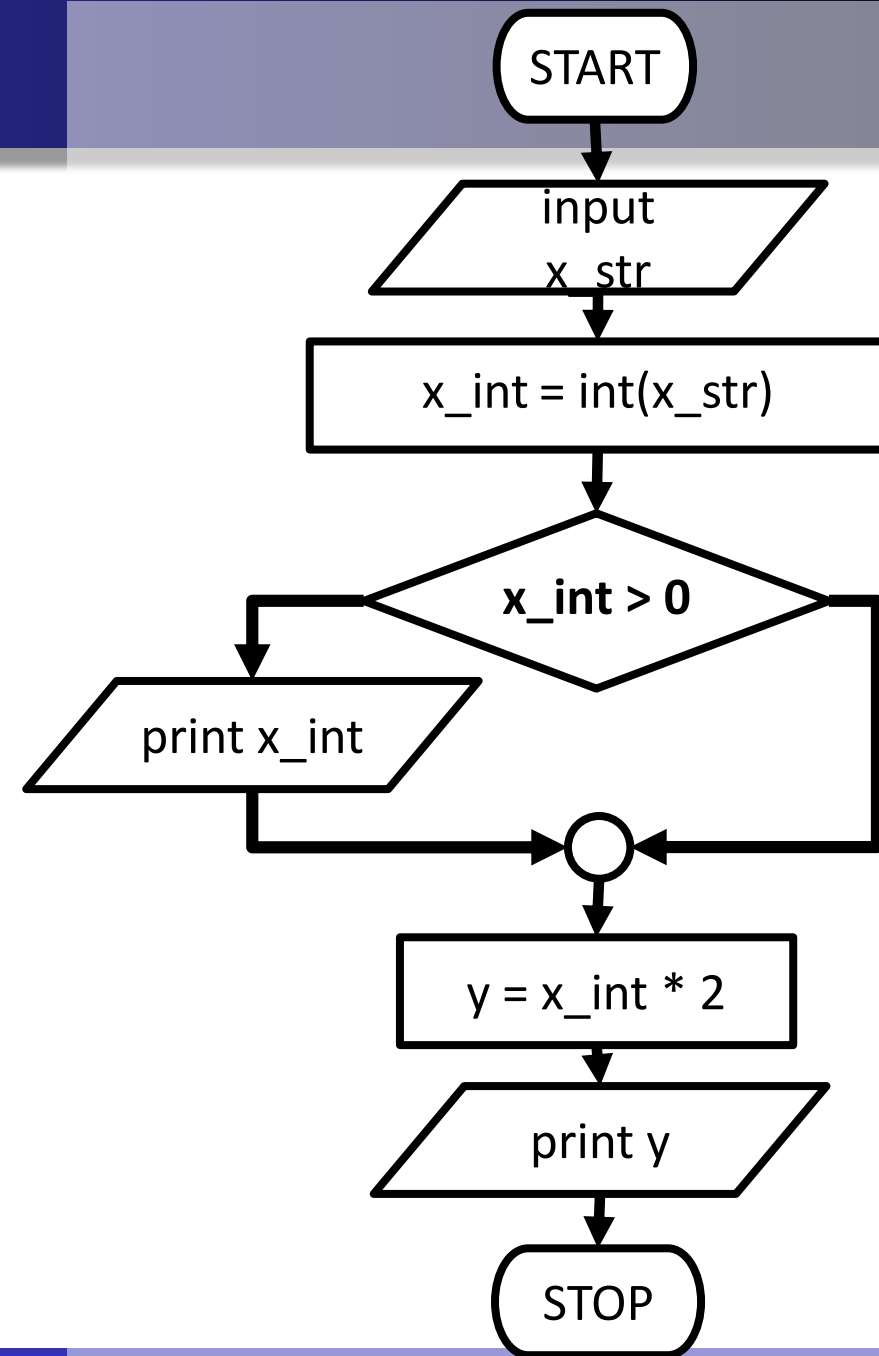 START
input
x_str
x_int = int(x_str)
x_int > 0
print x_int
y = x_int * 2
print y
STOP